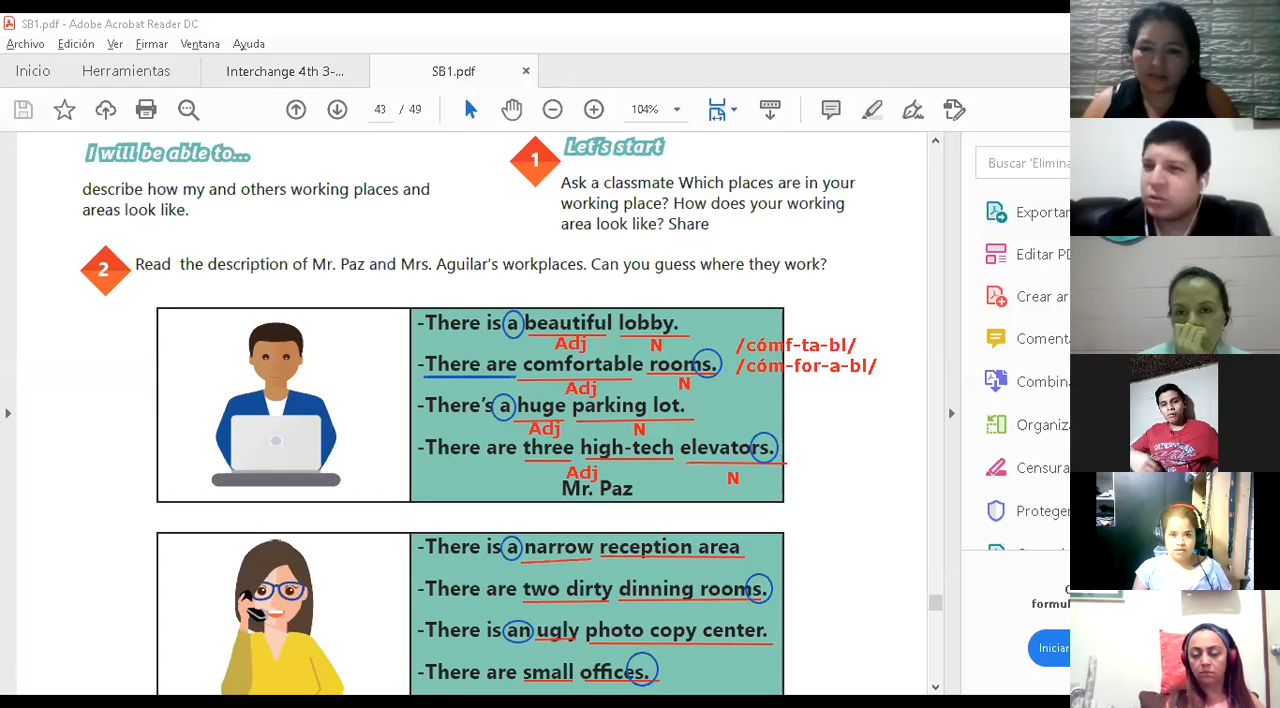 SB1.pdf - Adobe Acrobat Reader DC
Archivo Edición Ver Firmar Ventana Ayuda
Inicio Herramientas Interchange 4th 3-... SB1.pdf ×
43 / 49 104%
I will be able to...
describe how my and others working places and
areas look like.
1 Let's start
Ask a classmate Which places are in your
working place? How does your working
area look like? Share
2 Read the description of Mr. Paz and Mrs. Aguilar's workplaces. Can you guess where they work?
-There is a beautiful lobby.
Adj N
/cómf-ta-bl/
-There are comfortable rooms.
/cóm-for-a-bl/
Adj N
-There's a huge parking lot.
Adj N
-There are three high-tech elevators.
Adj N
Mr. Paz
-There is a narrow reception area
-There are two dirty dinning rooms.
-There is an ugly photo copy center.
-There are small offices.
Buscar 'Elimina
Exportar
Editar PD
Crear ar
Comenta
Combina
Organiza
Censura
Proteger
formu
Iniciar